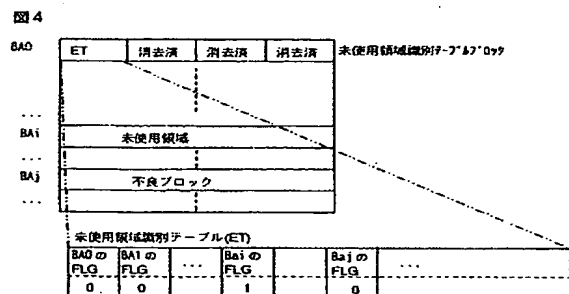 図4
BA0 ET 消去済 消去済 消去済 未使用領域識別テーブルブロック
...
BAi 未使用領域
...
BAj 不良ブロック
...
未使用領域識別テーブル(ET)
BA0の BA1の ... Baiの Bajの ...
FLG FLG FLG FLG
0. 0 1 0